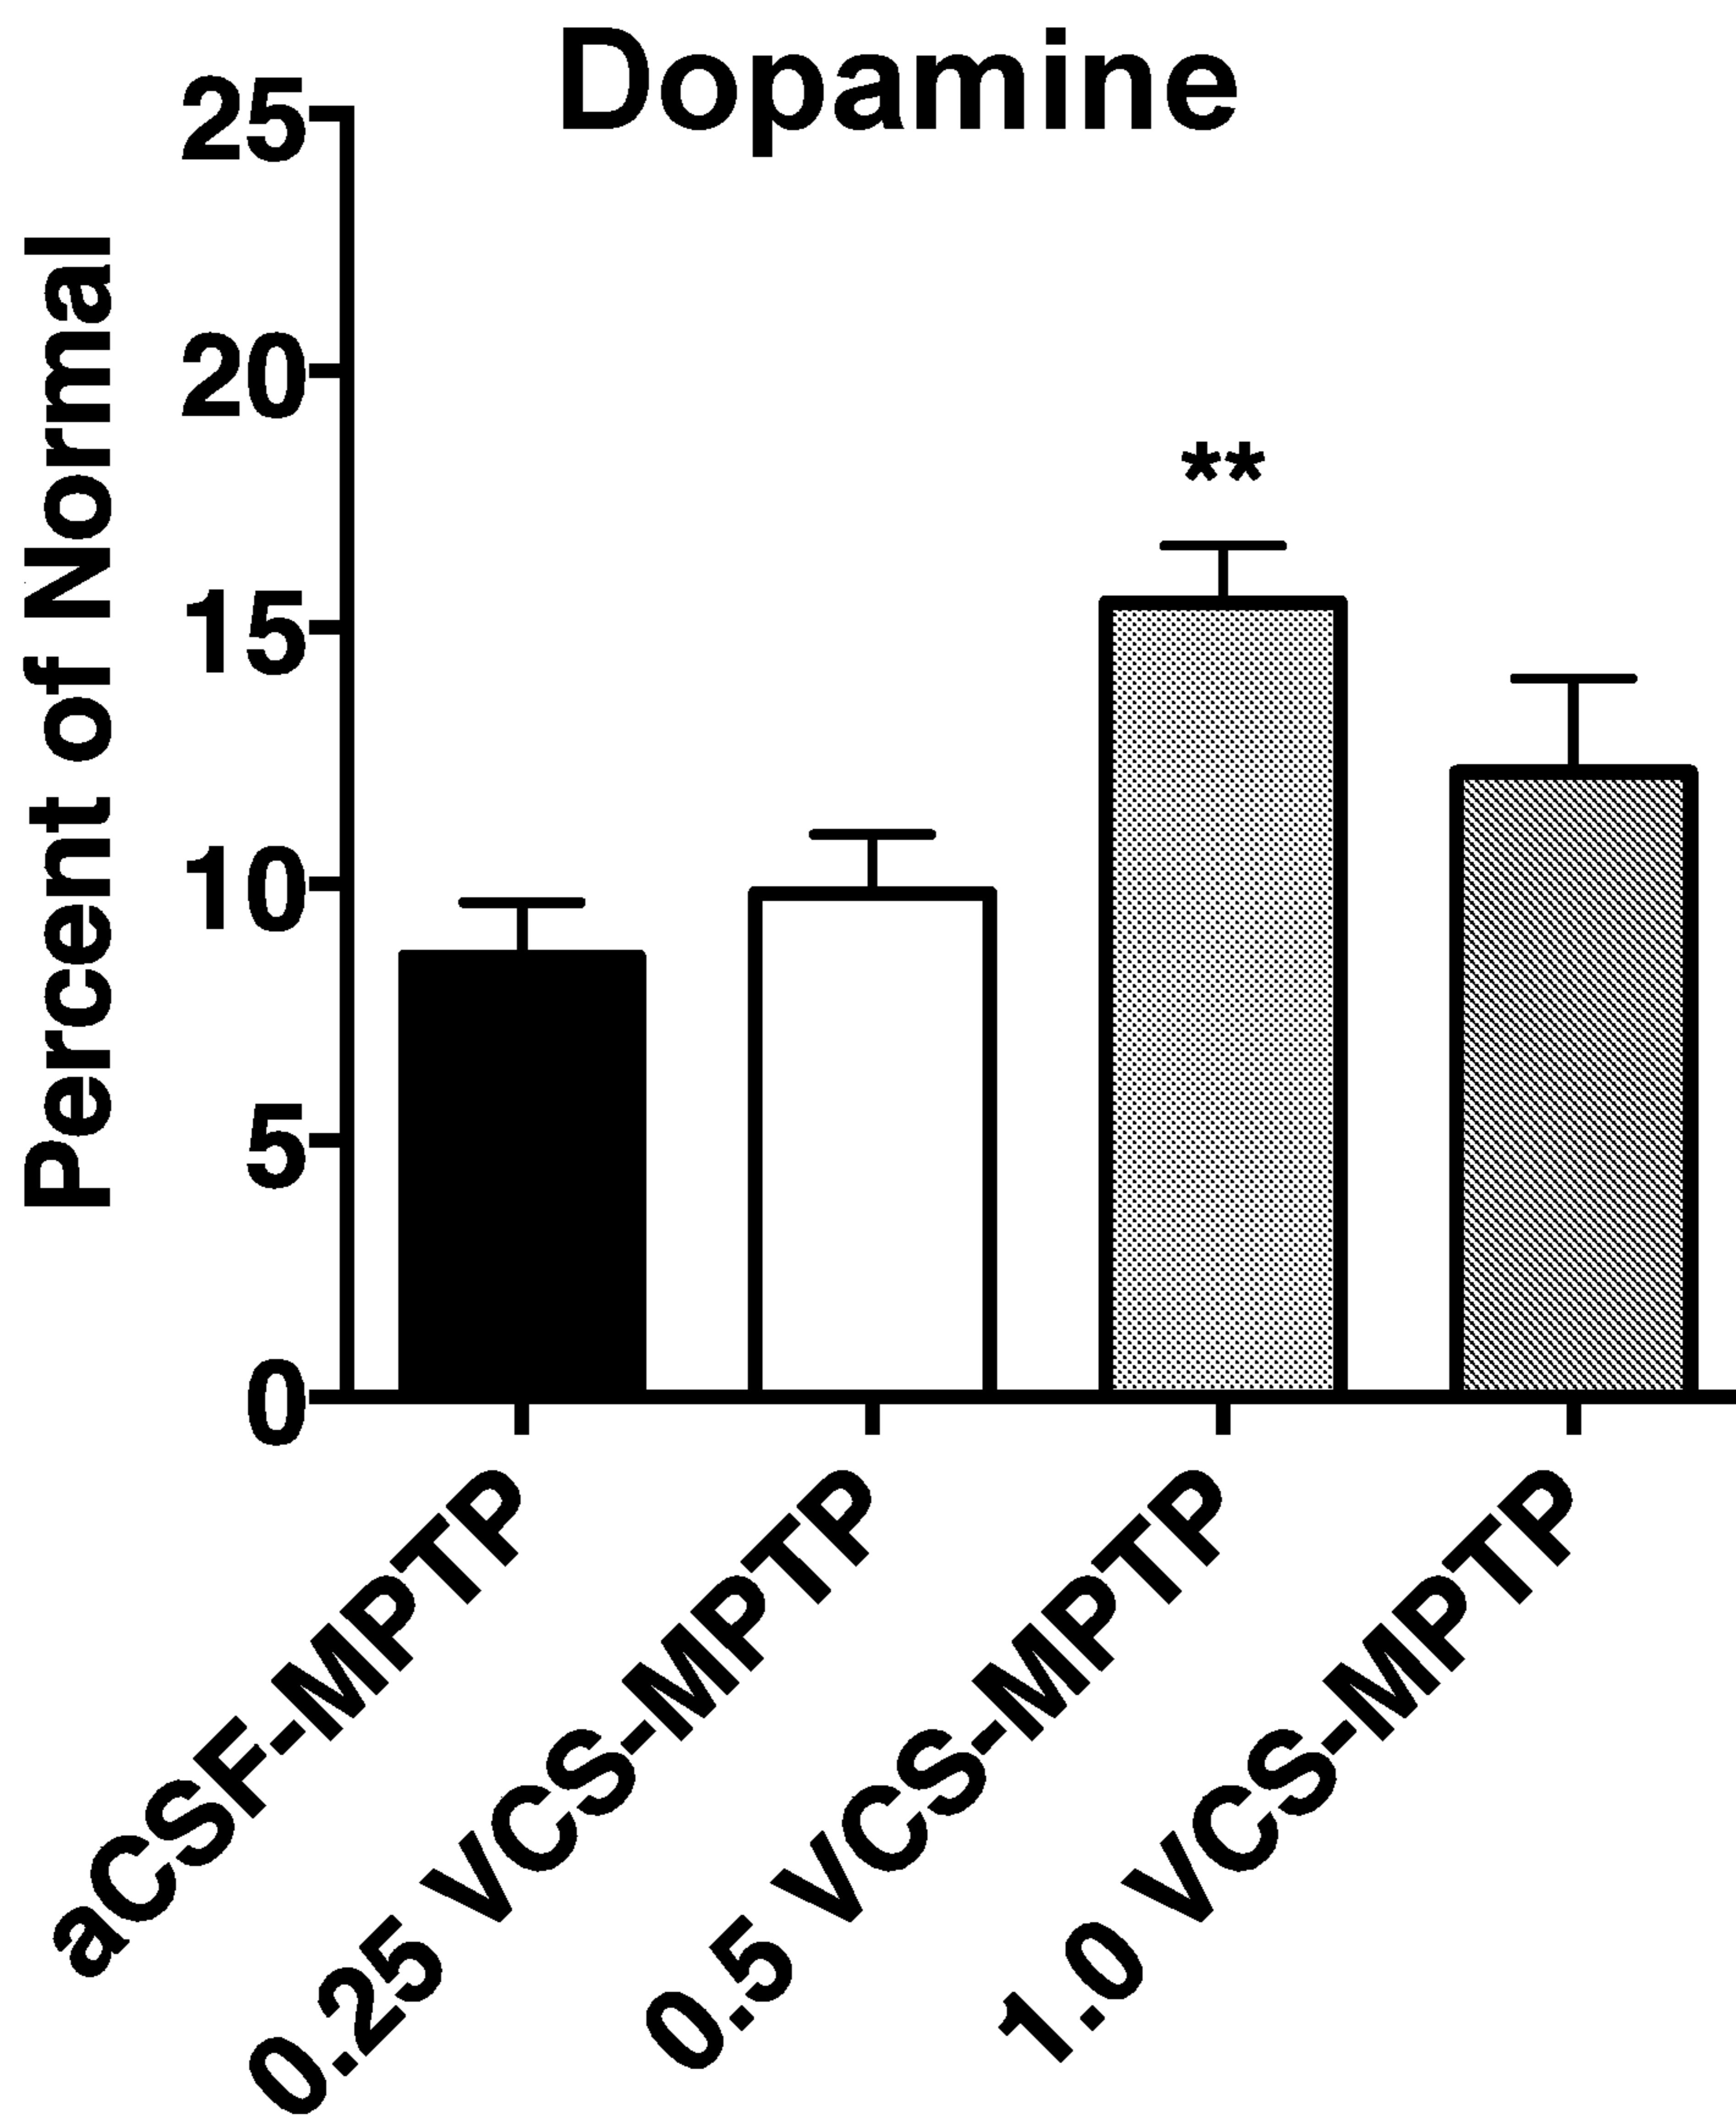 Dopamine
Percent of Normal
25
20
15
10
5
0
**
aCSF-MPTP
0.25 VCS-MPTP
0.5 VCS-MPTP
1.0 VCS-MPTP